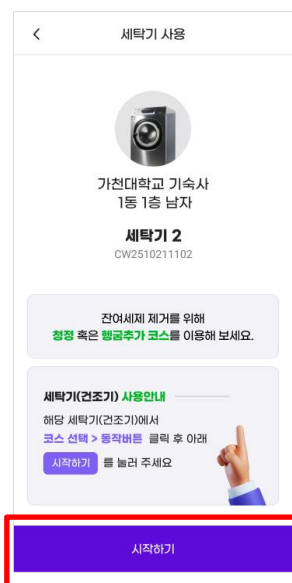 세탁기 사용
가천대학교 기숙사
1동 1층 남자
세탁기 2
CW2510211102
잔여세제 제거를 위해
청정 혹은 헹굼추가 코스를 이용해 보세요.
세탁기(건조기) 사용안내
해당 세탁기(건조기)에서
코스 선택 > 동작버튼 클릭 후 아래
시작하기 를 눌러 주세요
시작하기